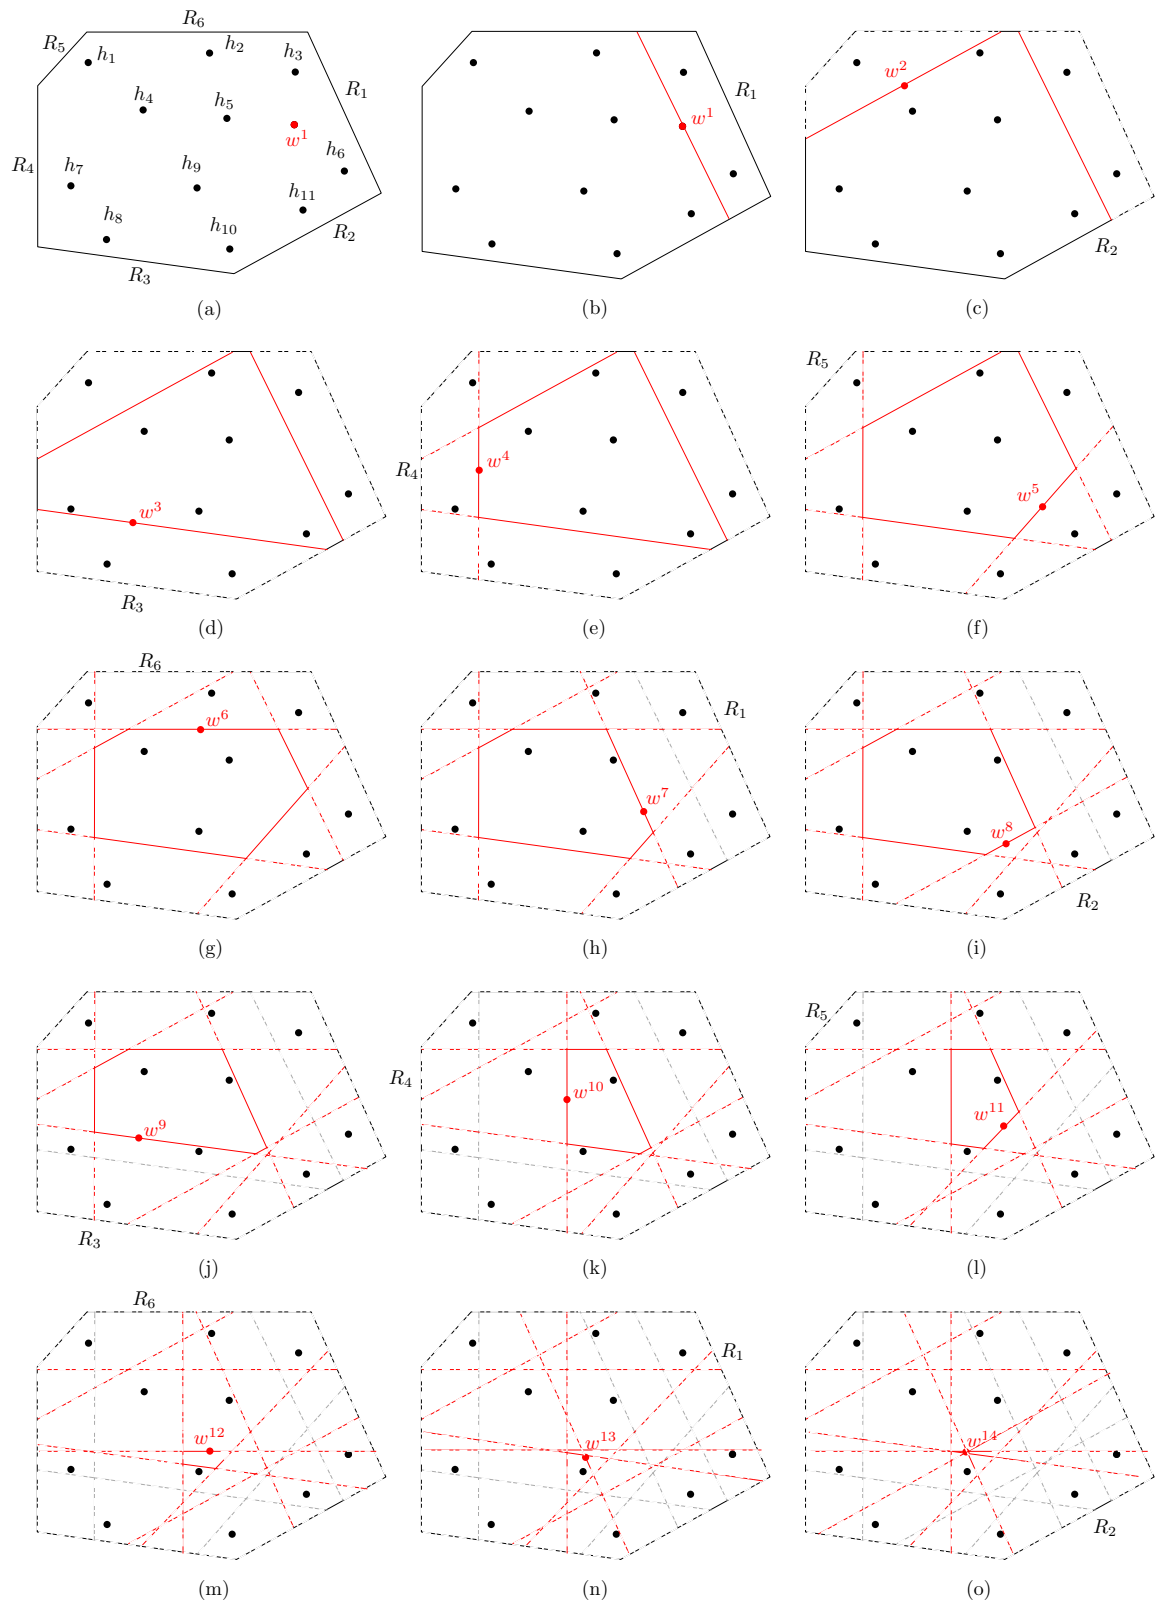 R₆
R₅ h₁ h₂ h₃
h₄ h₅ R₁
w¹
R₄ h₇ h₉ h₆
h₈ h₁₀ h₁₁ R₂
R₃
(a)
R₁
w¹
(b)
w²
R₂
(c)
w³
R₃
(d)
R₄ w⁴
(e)
R₅
w⁵
(f)
R₆
w⁶
(g)
R₁
w⁷
(h)
w⁸
R₂
(i)
w⁹
R₃
(j)
R₄ w¹⁰
(k)
R₅
w¹¹
(l)
R₆
w¹²
(m)
R₁
w¹³
(n)
w¹⁴
R₂
(o)